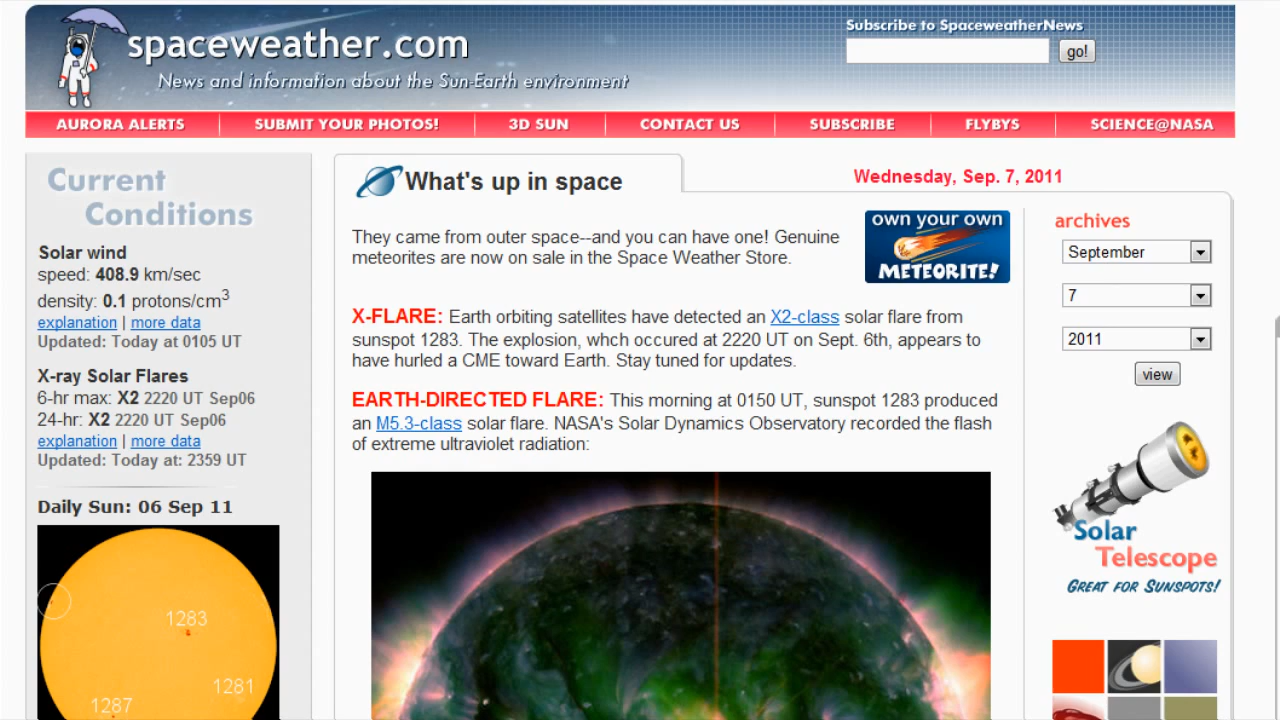 spaceweather.com
News and information about the Sun-Earth environment
Subscribe to SpaceweatherNews
go!
AURORA ALERTS
SUBMIT YOUR PHOTOS!
3D SUN
CONTACT US
SUBSCRIBE
FLYBYS
SCIENCE@NASA
Current
Conditions
Solar wind
speed: 408.9 km/sec
density: 0.1 protons/cm3
explanation | more data
Updated: Today at 0105 UT
X-ray Solar Flares
6-hr max: X2 2220 UT Sep06
24-hr: X2 2220 UT Sep06
explanation | more data
Updated: Today at: 2359 UT
Daily Sun: 06 Sep 11
1283
1281
1287
What's up in space
Wednesday, Sep. 7, 2011
They came from outer space--and you can have one! Genuine
meteorites are now on sale in the Space Weather Store.
own your own
METEORITE!
X-FLARE: Earth orbiting satellites have detected an X2-class solar flare from
sunspot 1283. The explosion, whch occured at 2220 UT on Sept. 6th, appears to
have hurled a CME toward Earth. Stay tuned for updates.
EARTH-DIRECTED FLARE: This morning at 0150 UT, sunspot 1283 produced
an M5.3-class solar flare. NASA's Solar Dynamics Observatory recorded the flash
of extreme ultraviolet radiation:
archives
September
7
2011
view
Solar
Telescope
GREAT FOR SUNSPOTS!